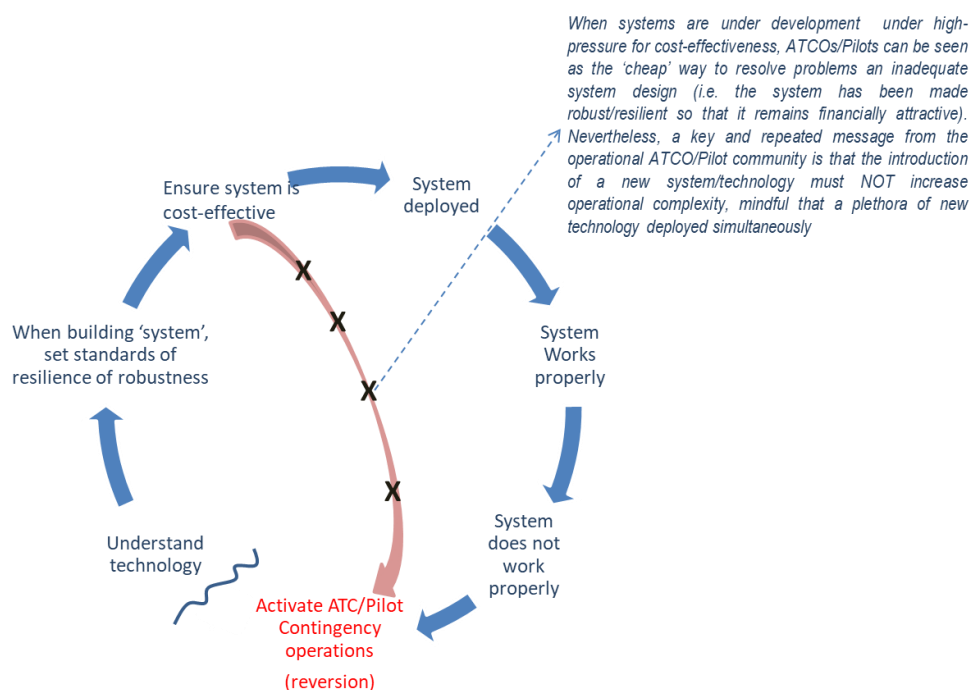 When systems are under development under high-
pressure for cost-effectiveness, ATCOs/Pilots can be seen
as the ‘cheap’ way to resolve problems an inadequate
system design (i.e. the system has been made
robust/resilient so that it remains financially attractive).
Nevertheless, a key and repeated message from the
operational ATCO/Pilot community is that the introduction
of a new system/technology must NOT increase
operational complexity, mindful that a plethora of new
technology deployed simultaneously
Ensure system is
cost-effective
System
deployed
System
Works
properly
System
does not
work
properly
Activate ATC/Pilot
Contingency
operations
(reversion)
Understand
technology
When building ‘system’,
set standards of
resilience of robustness
X
X
X
X